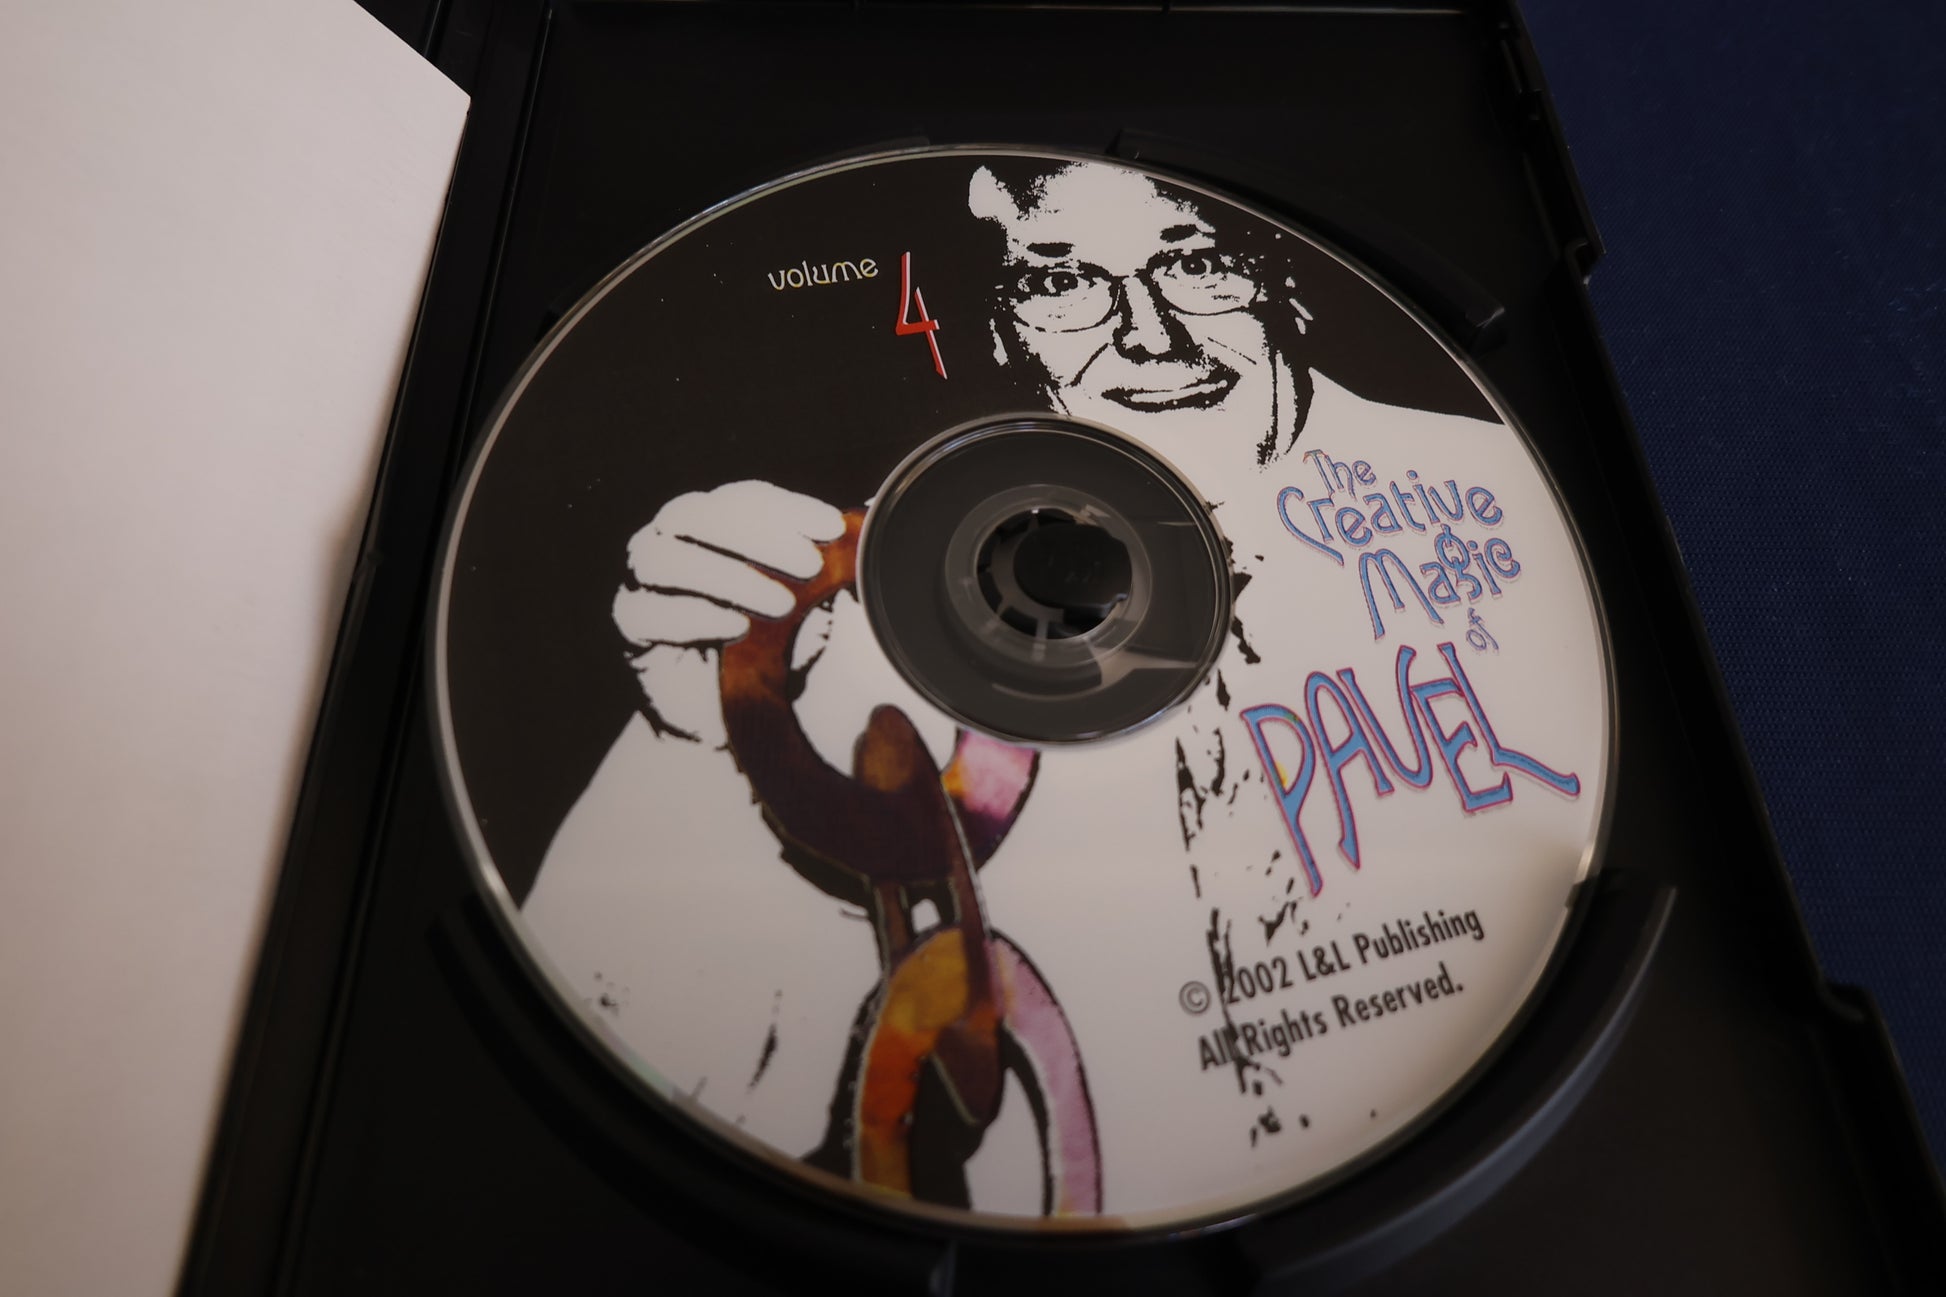 volume 4
The
Creative
Magic
of
PAVEL
© 2002 L&L Publishing
All Rights Reserved.